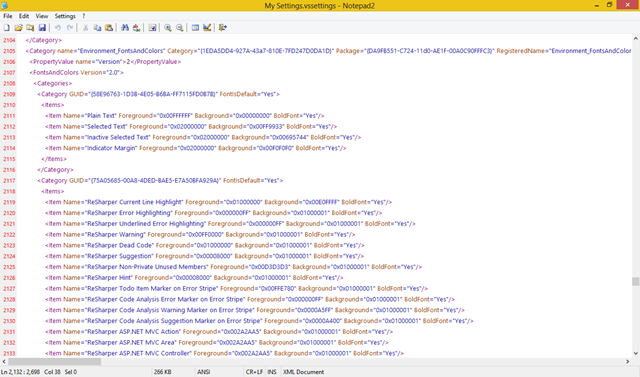 My Settings.vssettings - Notepad2
File Edit View Settings ?
2104 </Category>
2105 <Category name="Environment_FontsAndColors" Category="{1EDA5DD4-927A-43a7-810E-7FD247D0DA1D}" Package="{DA9FB551-C724-11d0-AE1F-00A0C90FFFC3}" RegisteredName="Environment_FontsAndColor
2106 <PropertyValue name="Version">2</PropertyValue>
2107 <FontsAndColors Version="2.0">
2108 <Categories>
2109 <Category GUID="{58E96763-1D3B-4E05-B6BA-FF7115FD0B7B}" FontIsDefault="Yes">
2110 <Items>
2111 <Item Name="Plain Text" Foreground="0x00FFFFFF" Background="0x00000000" BoldFont="Yes"/>
2112 <Item Name="Selected Text" Foreground="0x02000000" Background="0x00FF9933" BoldFont="Yes"/>
2113 <Item Name="Inactive Selected Text" Foreground="0x02000000" Background="0x00695744" BoldFont="Yes"/>
2114 <Item Name="Indicator Margin" Foreground="0x02000000" Background="0x00F0F0F0" BoldFont="Yes"/>
2115 </Items>
2116 </Category>
2117 <Category GUID="{75A05685-00A8-4DED-BAE5-E7A50BFA929A}" FontIsDefault="Yes">
2118 <Items>
2119 <Item Name="ReSharper Current Line Highlight" Foreground="0x01000000" Background="0x00E0FFFF" BoldFont="Yes"/>
2120 <Item Name="ReSharper Error Highlighting" Foreground="0x000000FF" Background="0x01000001" BoldFont="Yes"/>
2121 <Item Name="ReSharper Underlined Error Highlighting" Foreground="0x000000FF" Background="0x01000001" BoldFont="Yes"/>
2122 <Item Name="ReSharper Warning" Foreground="0x00FF0000" Background="0x01000001" BoldFont="Yes"/>
2123 <Item Name="ReSharper Dead Code" Foreground="0x01000000" Background="0x01000001" BoldFont="Yes"/>
2124 <Item Name="ReSharper Suggestion" Foreground="0x00008000" Background="0x01000001" BoldFont="Yes"/>
2125 <Item Name="ReSharper Non-Private Unused Members" Foreground="0x00D3D3D3" Background="0x01000001" BoldFont="Yes"/>
2126 <Item Name="ReSharper Hint" Foreground="0x00008000" Background="0x01000001" BoldFont="Yes"/>
2127 <Item Name="ReSharper Todo Item Marker on Error Stripe" Foreground="0x00FFE780" Background="0x01000001" BoldFont="Yes"/>
2128 <Item Name="ReSharper Code Analysis Error Marker on Error Stripe" Foreground="0x000000FF" Background="0x01000001" BoldFont="Yes"/>
2129 <Item Name="ReSharper Code Analysis Warning Marker on Error Stripe" Foreground="0x0000A5FF" Background="0x01000001" BoldFont="Yes"/>
2130 <Item Name="ReSharper Code Analysis Suggestion Marker on Error Stripe" Foreground="0x0000A400" Background="0x01000001" BoldFont="Yes"/>
2131 <Item Name="ReSharper ASP.NET MVC Action" Foreground="0x002A2AA5" Background="0x01000001" BoldFont="Yes"/>
2132 <Item Name="ReSharper ASP.NET MVC Area" Foreground="0x002A2AA5" Background="0x01000001" BoldFont="Yes"/>
2133 <Item Name="ReSharper ASP.NET MVC Controller" Foreground="0x002A2AA5" Background="0x01000001" BoldFont="Yes"/>
Ln 2,132 : 2,698 Col 38 Sel 0 266 KB ANSI CR+LF INS XML Document